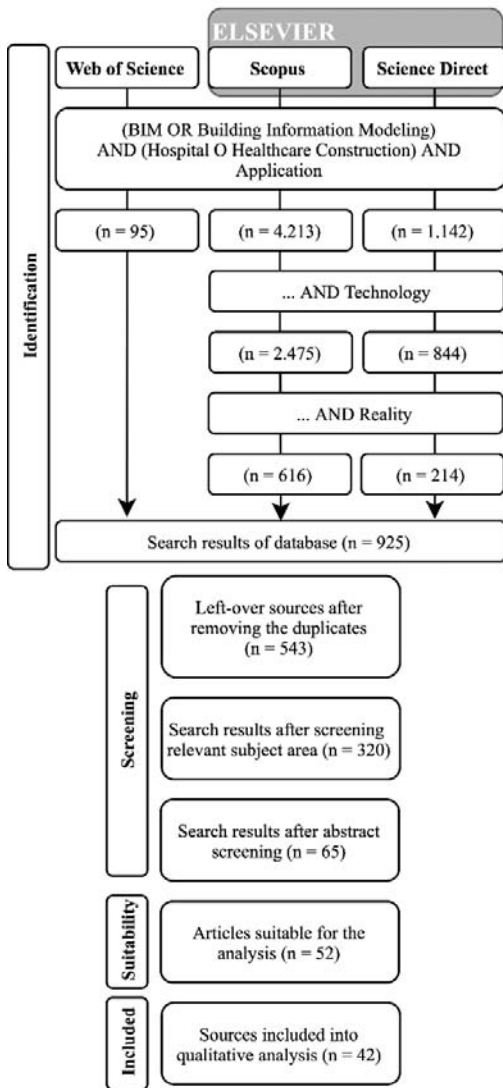 ELSEVIER
Web of Science
Scopus
Science Direct
Identification
(BIM OR Building Information Modeling)
AND (Hospital O Healthcare Construction) AND
Application
(n = 95)
(n = 4.213)
(n = 1.142)
... AND Technology
(n = 2.475)
(n = 844)
... AND Reality
(n = 616)
(n = 214)
Search results of database (n = 925)
Screening
Left-over sources after
removing the duplicates
(n = 543)
Search results after screening
relevant subject area (n = 320)
Search results after abstract
screening (n = 65)
Suitability
Articles suitable for the
analysis (n = 52)
Included
Sources included into
qualitative analysis (n = 42)